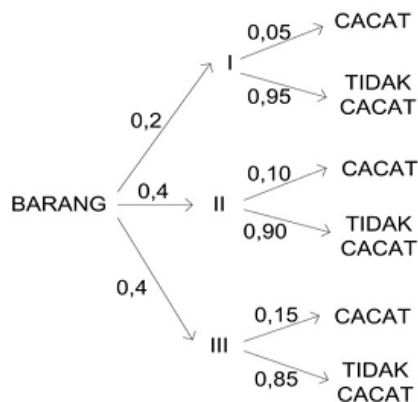 0,05
CACAT
I
0,95
TIDAK
CACAT
0,2
0,10
CACAT
BARANG
0,4
II
0,90
TIDAK
CACAT
0,4
0,15
CACAT
III
0,85
TIDAK
CACAT